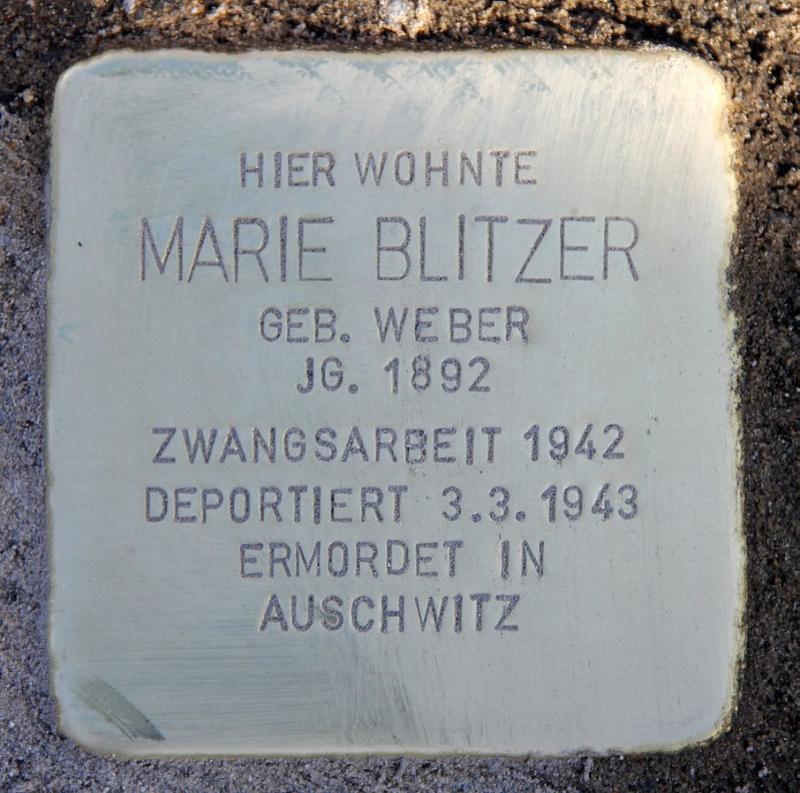 HIER WOHNTE
MARIE BLITZER
GEB. WEBER
JG. 1892
ZWANGSARBEIT 1942
DEPORTIERT 3.3.1943
ERMORDET IN
AUSCHWITZ